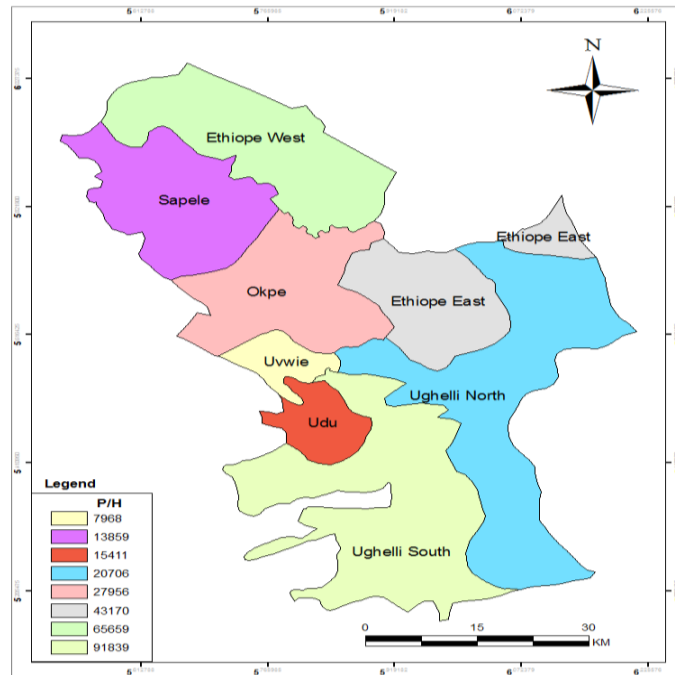 N
Ethiope West
Sapele
Ethiope East
Okpe
Ethiope East
Uvwie
Ughelli North
Udu
Ughelli South
Legend
P/H
7968
13859
15411
20706
27956
43170
65659
91839
0 15 30
KM